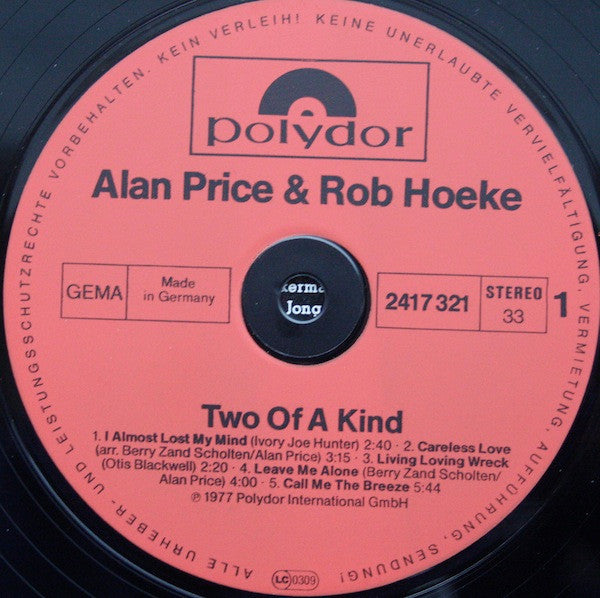 ALLE URHEBER- UND LEISTUNGSSCHUTZRECHTE VORBEHALTEN. KEIN VERLEIH! KEINE UNERLAUBTE VERVIELFÄLTIGUNG, VERMIETUNG, AUFFÜHRUNG, SENDUNG!
polydor
Alan Price & Rob Hoeke
GEMA
Made
in Germany
Jong
2417 321
STEREO
33
1
Two Of A Kind
1. I Almost Lost My Mind (Ivory Joe Hunter) 2:40 · 2. Careless Love
(arr. Berry Zand Scholten/Alan Price) 3:15 · 3. Living Loving Wreck
(Otis Blackwell) 2:20 · 4. Leave Me Alone (Berry Zand Scholten/
Alan Price) 4:00 · 5. Call Me The Breeze 5:44
℗ 1977 Polydor International GmbH
LC 0309